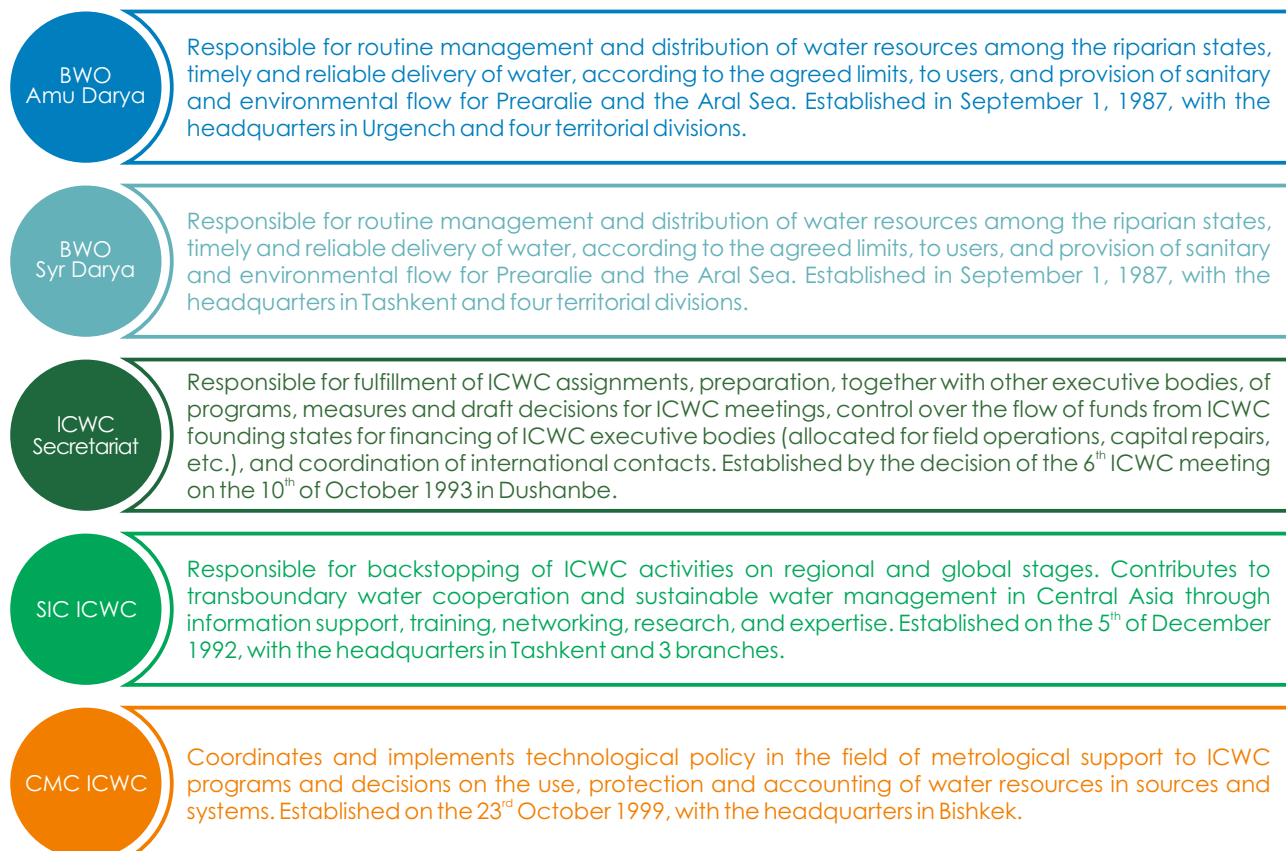 BWO
Amu Darya
Responsible for routine management and distribution of water resources among the riparian states,
timely and reliable delivery of water, according to the agreed limits, to users, and provision of sanitary
and environmental flow for Prearalie and the Aral Sea. Established in September 1, 1987, with the
headquarters in Urgench and four territorial divisions.
BWO
Syr Darya
Responsible for routine management and distribution of water resources among the riparian states,
timely and reliable delivery of water, according to the agreed limits, to users, and provision of sanitary
and environmental flow for Prearalie and the Aral Sea. Established in September 1, 1987, with the
headquarters in Tashkent and four territorial divisions.
ICWC
Secretariat
Responsible for fulfillment of ICWC assignments, preparation, together with other executive bodies, of
programs, measures and draft decisions for ICWC meetings, control over the flow of funds from ICWC
founding states for financing of ICWC executive bodies (allocated for field operations, capital repairs,
etc.), and coordination of international contacts. Established by the decision of the 6th ICWC meeting
on the 10th of October 1993 in Dushanbe.
SIC ICWC
Responsible for backstopping of ICWC activities on regional and global stages. Contributes to
transboundary water cooperation and sustainable water management in Central Asia through
information support, training, networking, research, and expertise. Established on the 5th of December
1992, with the headquarters in Tashkent and 3 branches.
CMC ICWC
Coordinates and implements technological policy in the field of metrological support to ICWC
programs and decisions on the use, protection and accounting of water resources in sources and
systems. Established on the 23rd October 1999, with the headquarters in Bishkek.